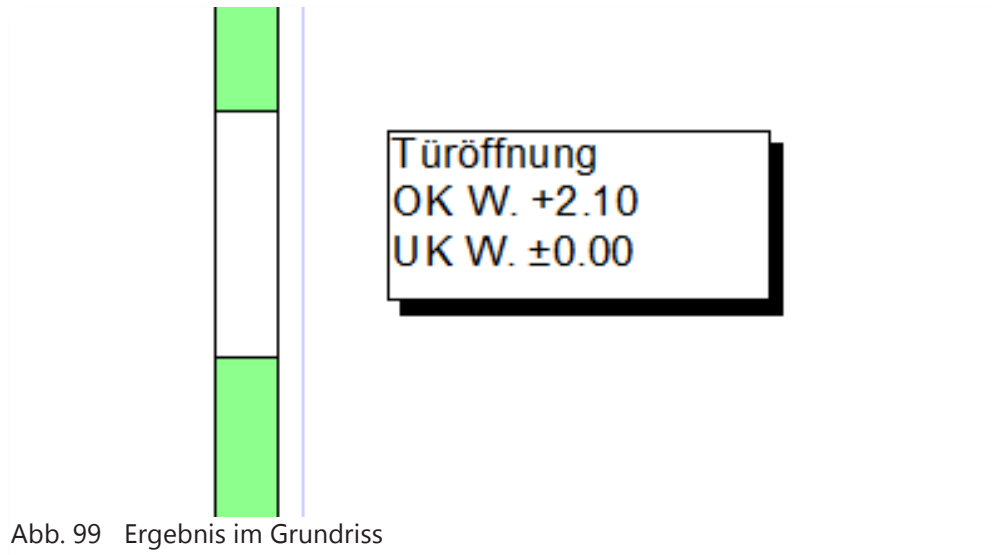 Türöffnung
OK W. +2.10
UK W. ±0.00
Abb. 99 Ergebnis im Grundriss